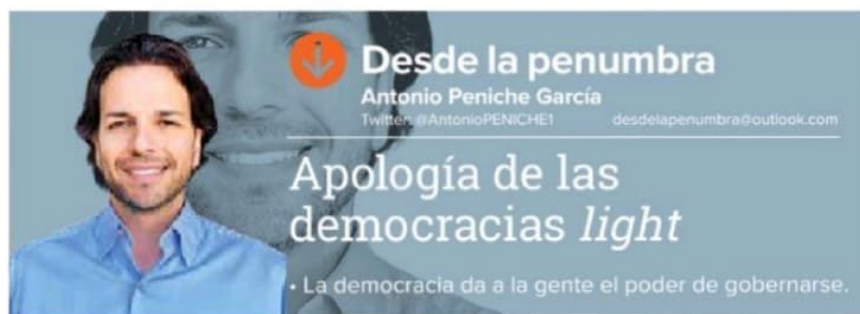 Desde la penumbra
Antonio Peniche García
Twitter: @AntonioPENICHE1 desdelapenumbra@outlook.com
Apología de las
democracias light
• La democracia da a la gente el poder de gobernarse.